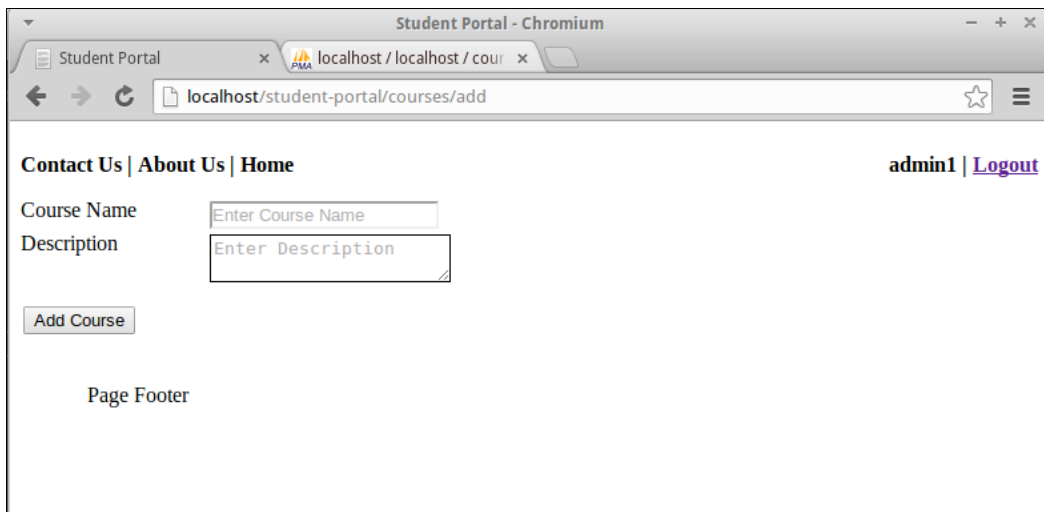 Student Portal - Chromium
Student Portal
PMA localhost / localhost / cour
localhost/student-portal/courses/add
Contact Us | About Us | Home
admin1 | Logout
Course Name
Enter Course Name
Description
Enter Description
Add Course
Page Footer